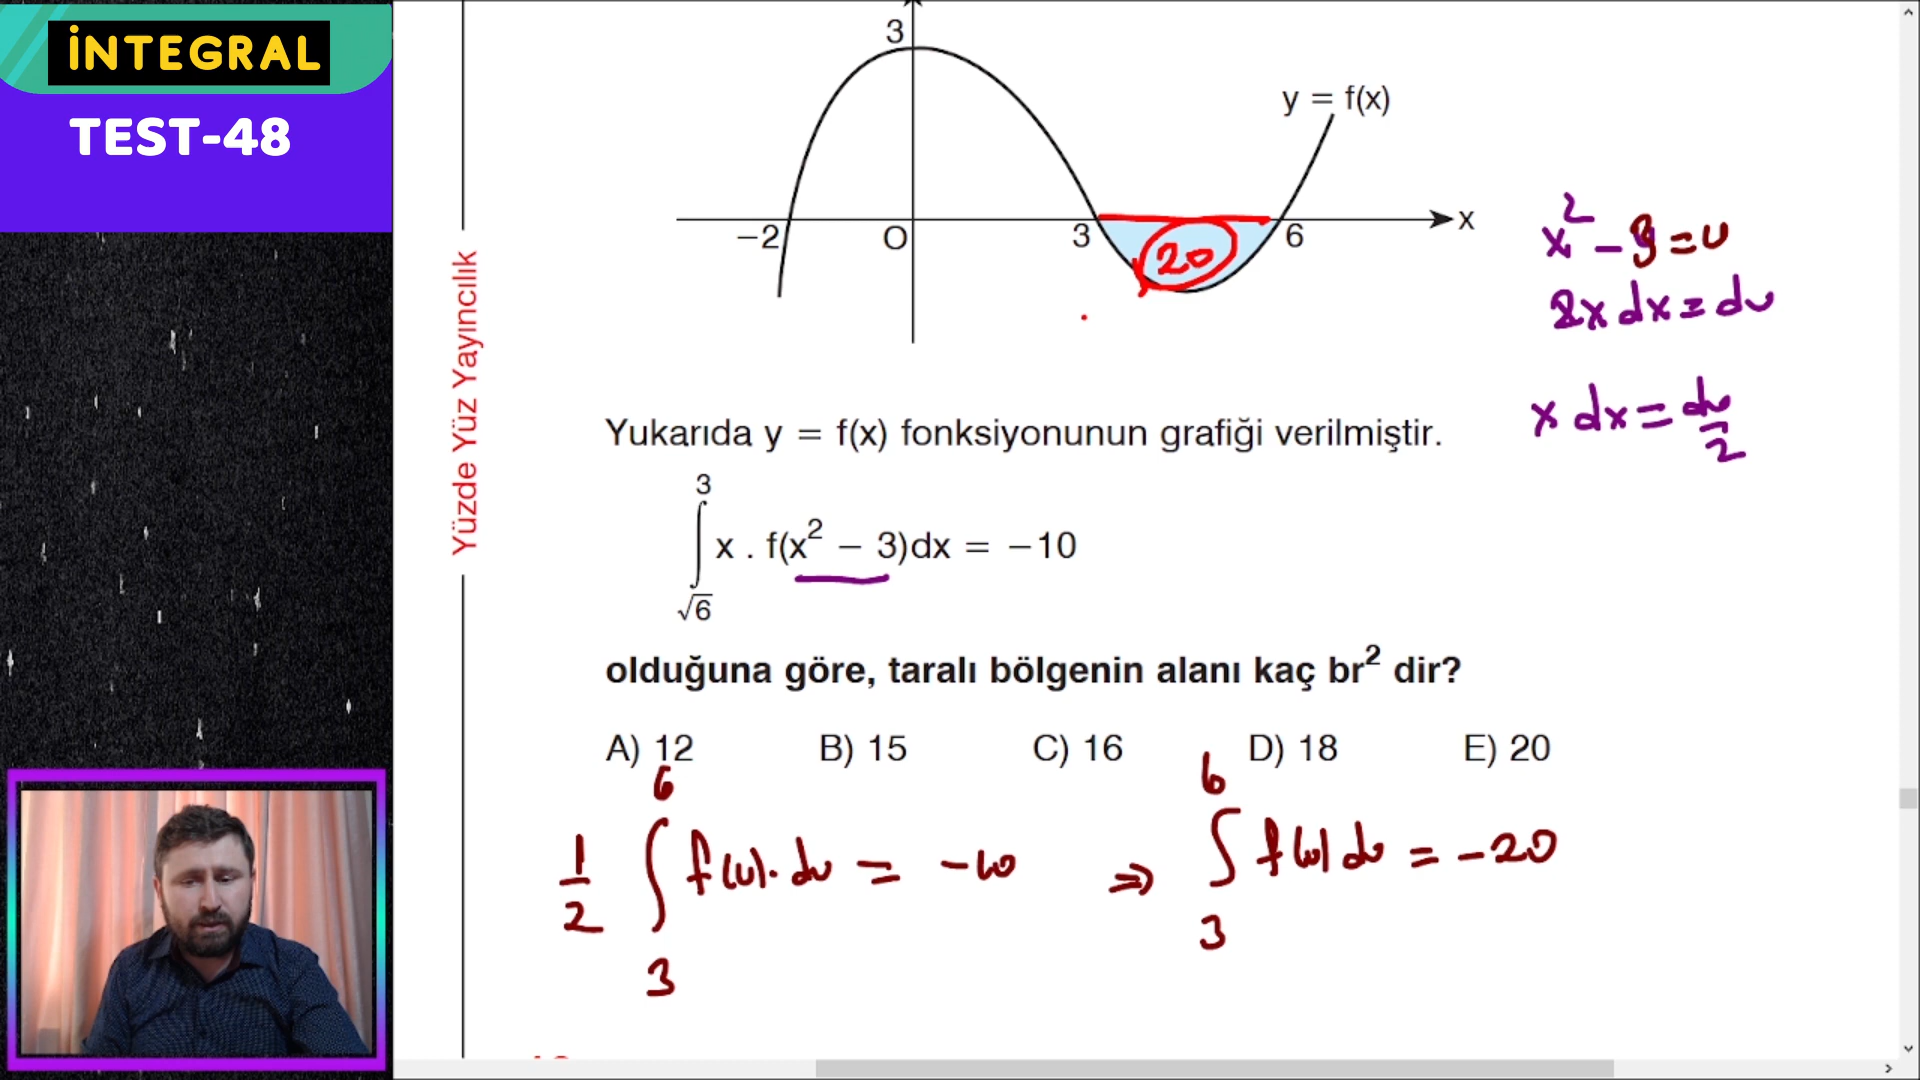 İNTEGRAL
TEST-48
Yüzde Yüz Yayıncılık
3
y = f(x)
−2 O 3 6 x
20
x² − 3 = u
2x dx = du
x dx = du/2
Yukarıda y = f(x) fonksiyonunun grafiği verilmiştir.
3
∫ x . f(x² − 3)dx = −10
√6
olduğuna göre, taralı bölgenin alanı kaç br² dir?
A) 12 B) 15 C) 16 D) 18 E) 20
6 6
1/2 ∫ f(u). du = −10 ⇒ ∫ f(u) du = −20
3 3